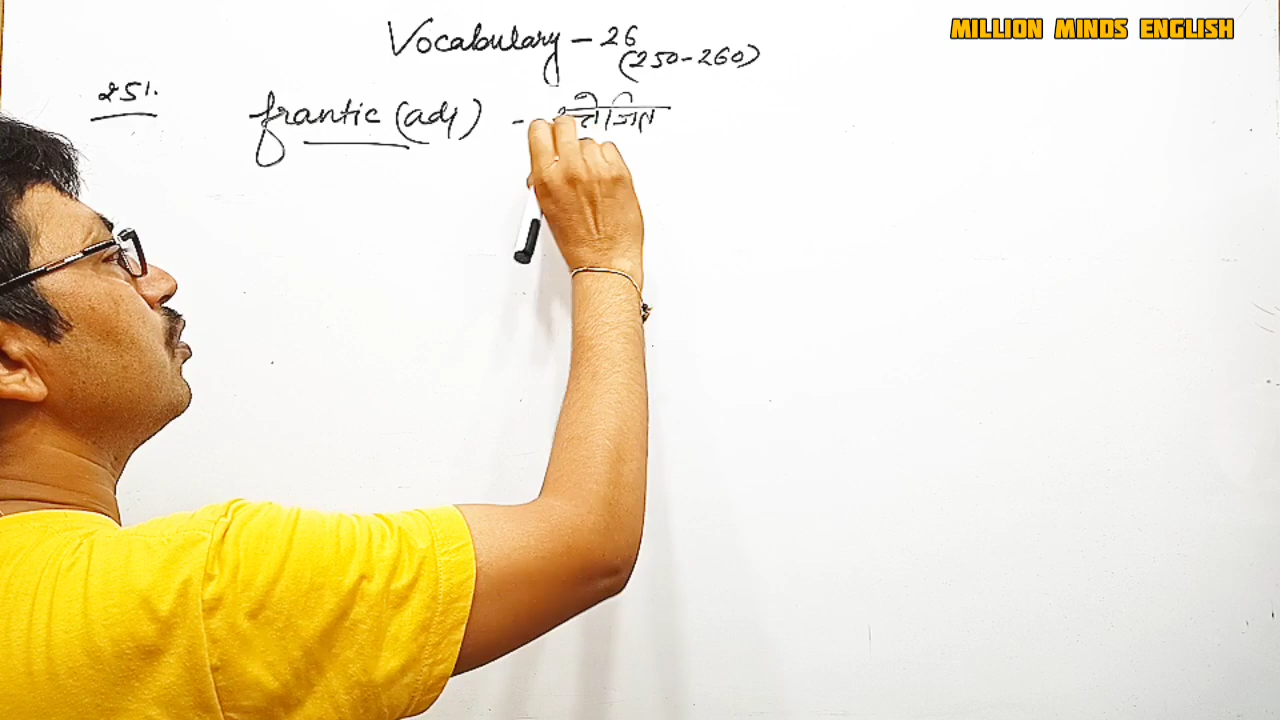 MILLION MINDS ENGLISH
Vocabulary - 26
(250-260)
251.
frantic (adj) -